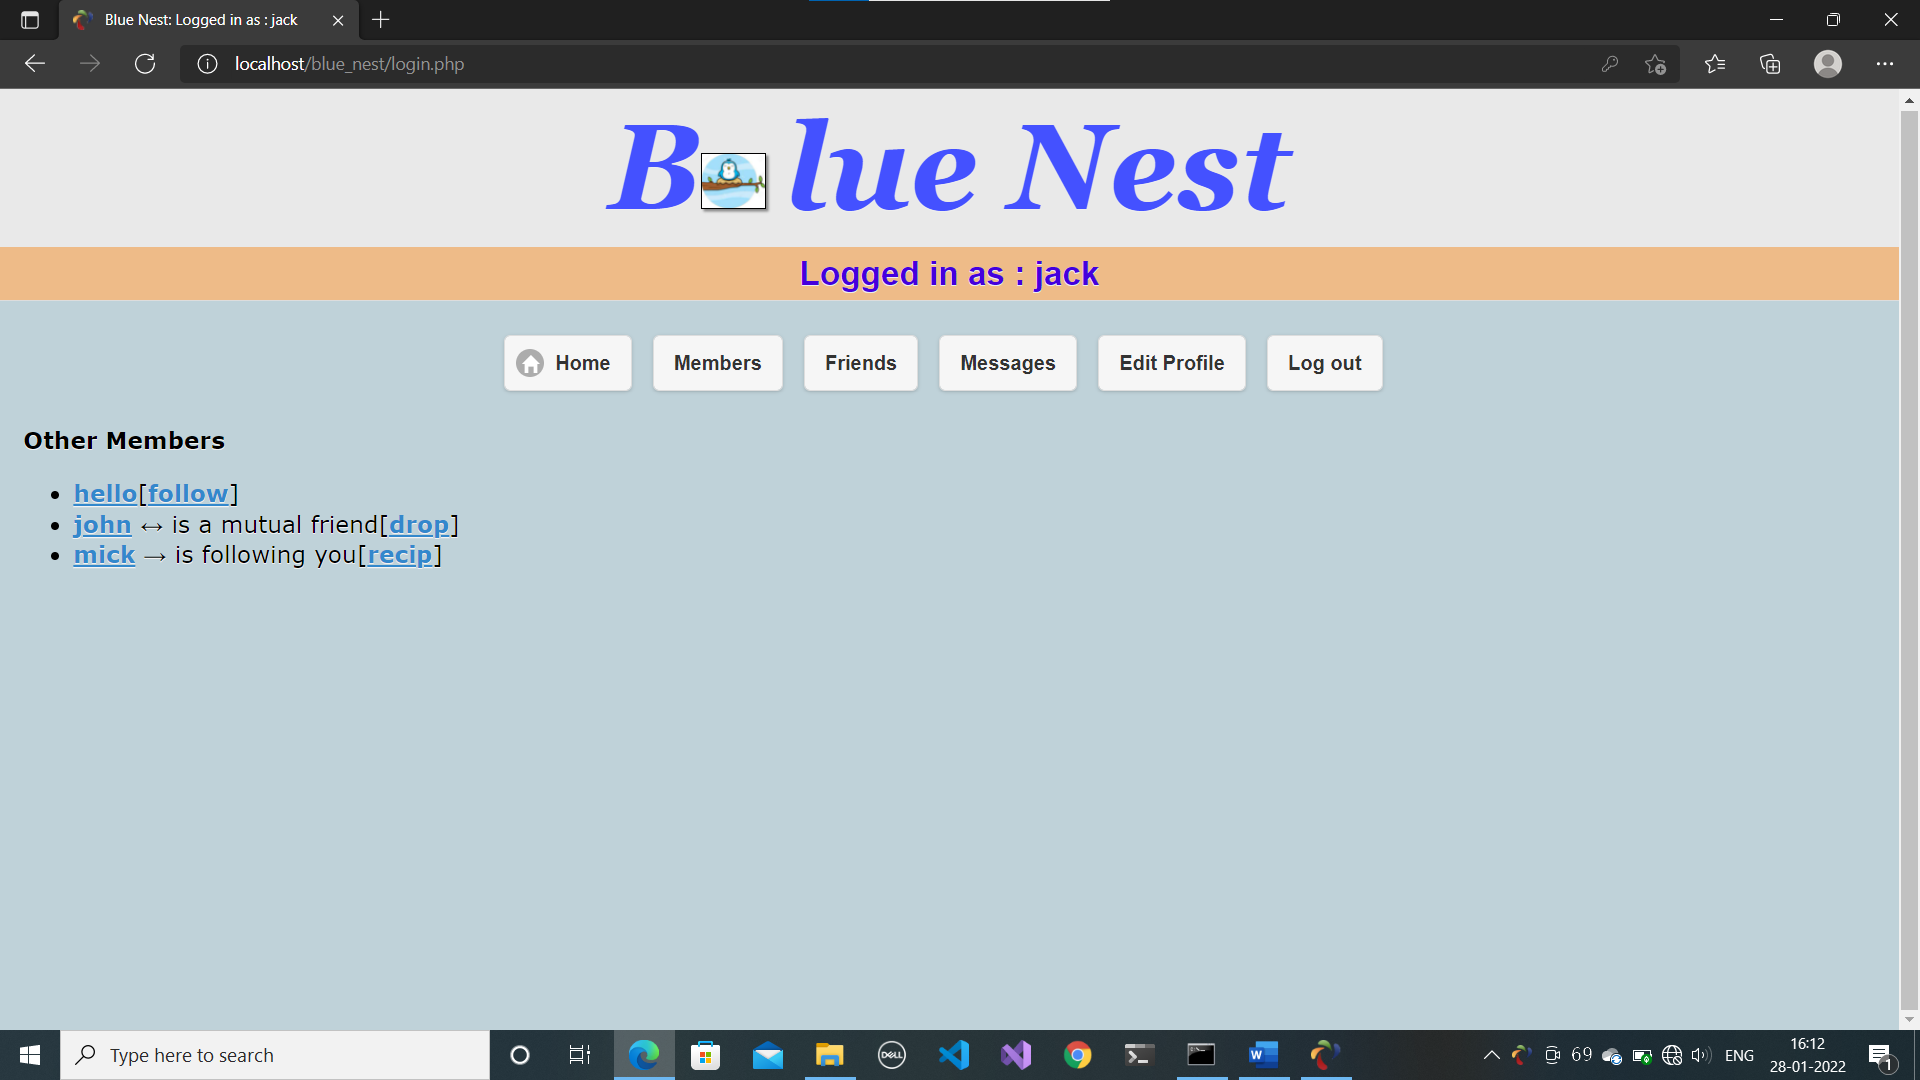 Blue Nest: Logged in as : jack
localhost/blue_nest/login.php
B lue Nest
Logged in as : jack
Home Members Friends Messages Edit Profile Log out
Other Members
• hello[follow]
• john ↔ is a mutual friend[drop]
• mick → is following you[recip]
Type here to search
DELL
W
69
ENG
16:12
28-01-2022
1